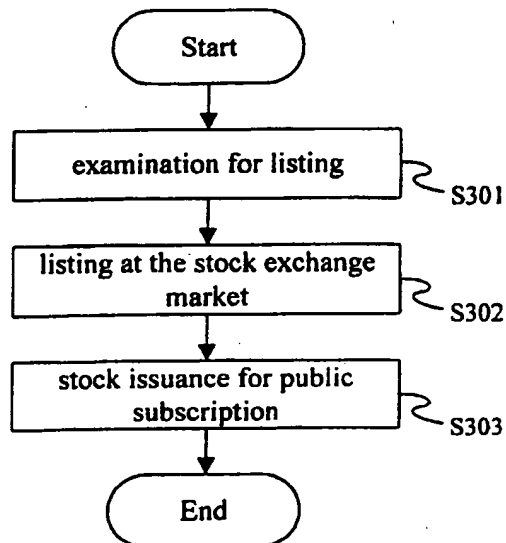 Start
examination for listing
S301
listing at the stock exchange
market
S302
stock issuance for public
subscription
S303
End